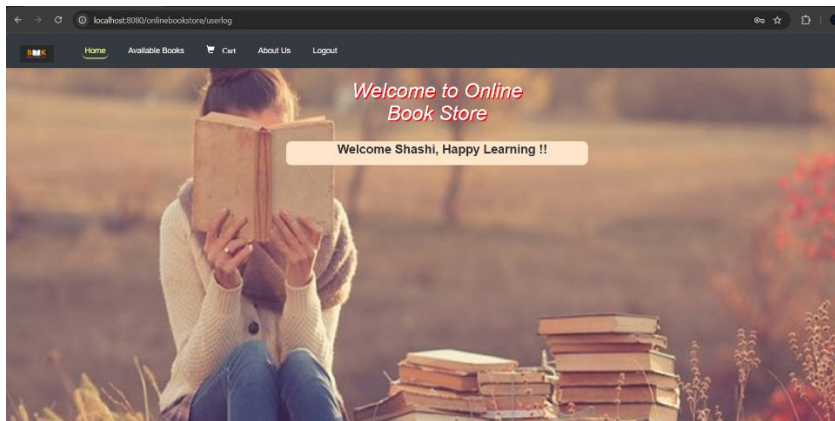 localhost:8080/onlinebookstore/userlog
BOOK
Home Available Books Cart About Us Logout
Welcome to Online
Book Store
Welcome Shashi, Happy Learning !!